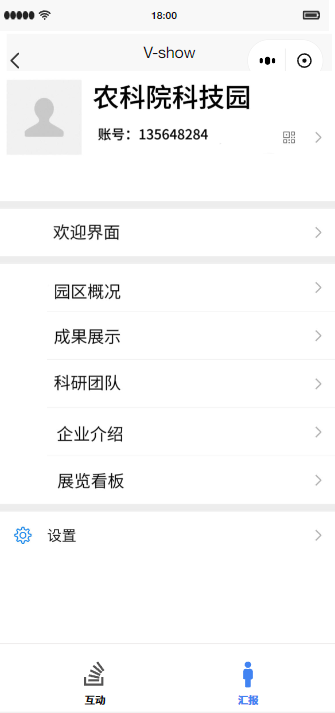 18:00
V-show
农科院科技园
账号：135648284
欢迎界面
园区概况
成果展示
科研团队
企业介绍
展览看板
设置
互动
汇报